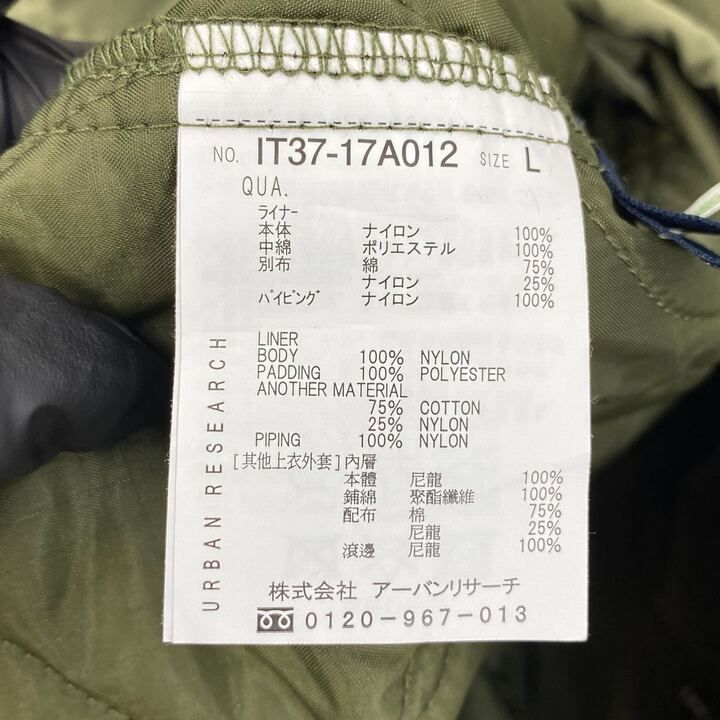 NO. IT37-17A012 SIZE L
QUA.
ライナー
本体 ナイロン 100%
中綿 ポリエステル 100%
別布 綿 75%
ナイロン 25%
パイピング ナイロン 100%
LINER
BODY 100% NYLON
PADDING 100% POLYESTER
ANOTHER MATERIAL
75% COTTON
25% NYLON
PIPING 100% NYLON
[其他上衣外套]內層
本體 尼龍 100%
鋪綿 聚酯纖維 100%
配布 棉 75%
尼龍 25%
滾邊 尼龍 100%
URBAN RESEARCH
株式会社 アーバンリサーチ
0120-967-013